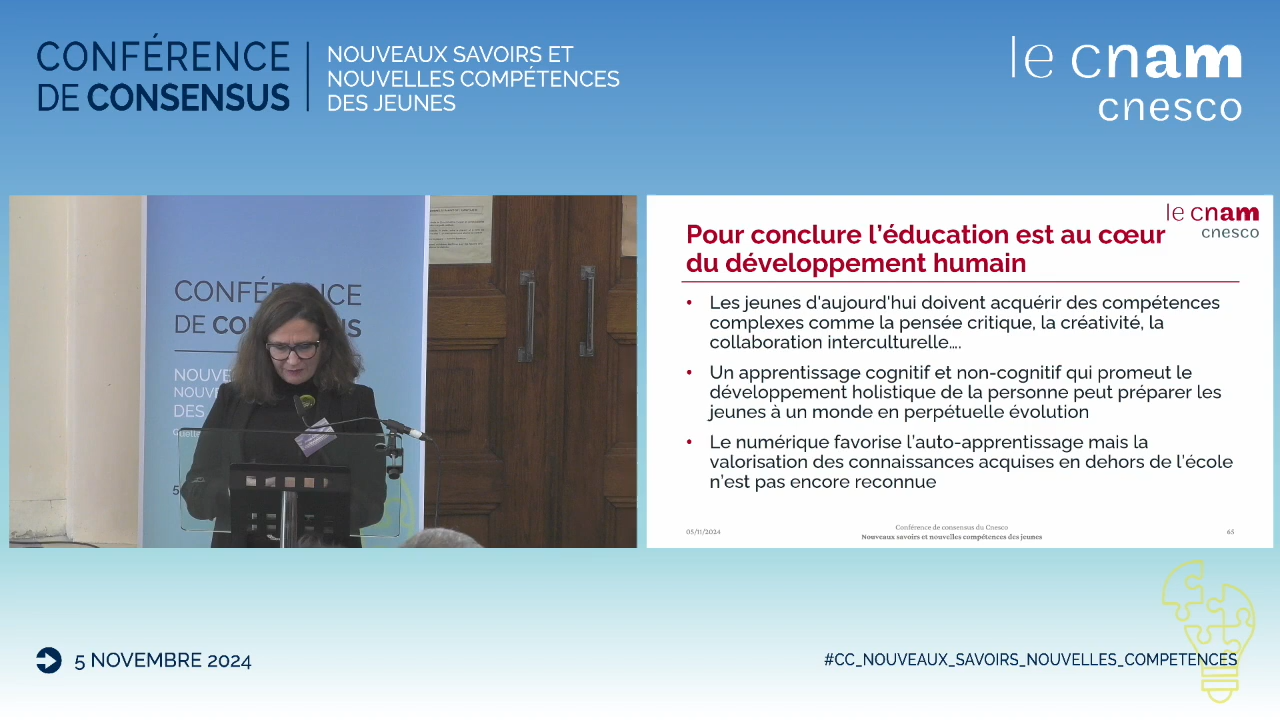 CONFÉRENCE
DE CONSENSUS
NOUVEAUX SAVOIRS ET
NOUVELLES COMPÉTENCES
DES JEUNES
le cnam
cnesco
CONFÉ CE
DE CO US
NOUVE
NOUV
DES
5
le cnam
cnesco
Pour conclure l'éducation est au cœur
du développement humain
• Les jeunes d'aujourd'hui doivent acquérir des compétences
complexes comme la pensée critique, la créativité, la
collaboration interculturelle....
• Un apprentissage cognitif et non-cognitif qui promeut le
développement holistique de la personne peut préparer les
jeunes à un monde en perpétuelle évolution
• Le numérique favorise l'auto-apprentissage mais la
valorisation des connaissances acquises en dehors de l'école
n'est pas encore reconnue
05/11/2024
Conférence de consensus du Cnesco
Nouveaux savoirs et nouvelles compétences des jeunes
65
5 NOVEMBRE 2024
#CC_NOUVEAUX_SAVOIRS_NOUVELLES_COMPETENCES